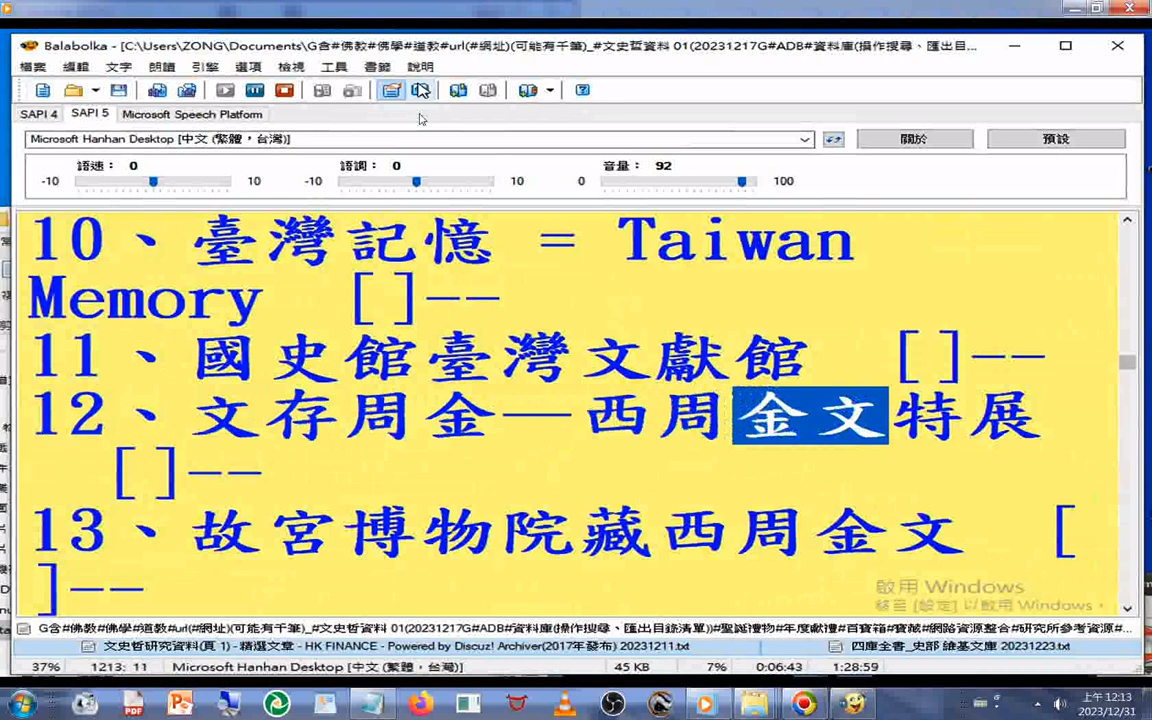 Balabolka - [C:\Users\ZONG\Documents\G含#佛教#佛學#道教#url(#網址)(可能有千筆)_#文史哲資料 01(20231217G#ADB#資料庫(操作搜尋、匯出目...
檔案 編輯 文字 朗讀 引擎 選項 檢視 工具 書籤 說明
SAPI 4 SAPI 5 Microsoft Speech Platform
Microsoft Hanhan Desktop [中文 (繁體，台灣)] 關於 預設
語速： 0 語調： 0 音量： 92
-10 10 -10 10 0 100
10、臺灣記憶 = Taiwan
Memory []--
11、國史館臺灣文獻館 []--
12、文存周金—西周金文特展
[]--
13、故宮博物院藏西周金文 [
]--
啟用 Windows
移至 [設定] 以啟用 Windows。
G含#佛教#佛學#道教#url(#網址)(可能有千筆)_#文史哲資料 01(20231217G#ADB#資料庫(操作搜尋、匯出目錄清單))#聖誕禮物#年度獻禮#百寶箱#寶藏#網路資源整合#研究所參考資源#...
文史哲研究資料(頁 1) - 精選文章 - HK FINANCE - Powered by Discuz! Archiver(2017年發布) 20231211.txt 四庫全書_史部 維基文庫 20231223.txt
37% 1213: 11 Microsoft Hanhan Desktop [中文 (繁體，台灣)] 45 KB 7% 0:06:43 1:28:59
上午 12:13
2023/12/31